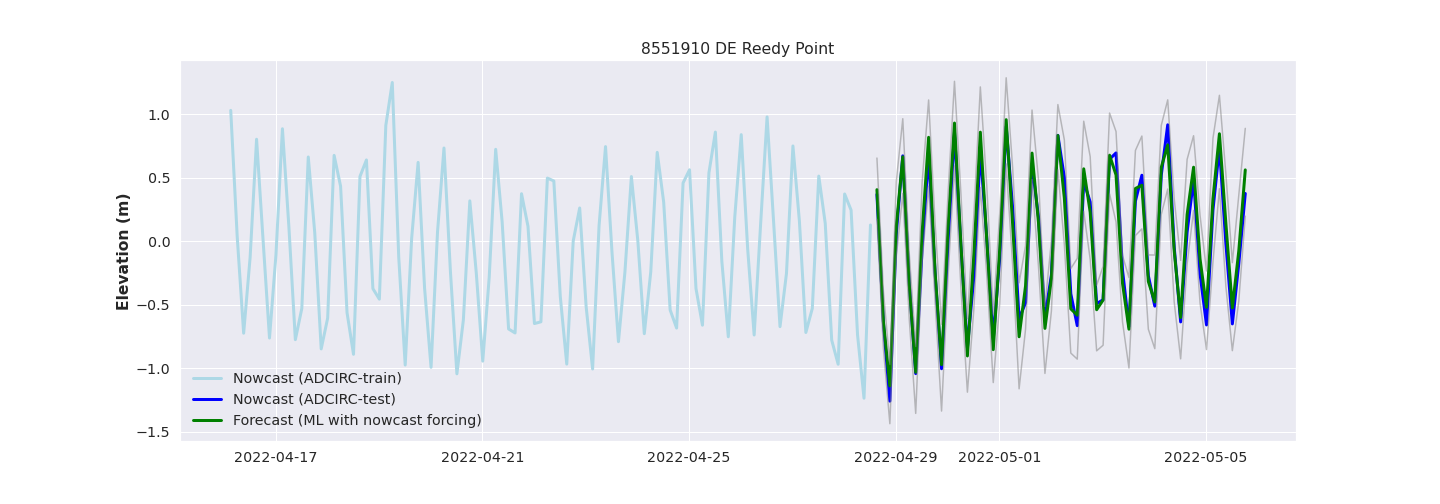 8551910 DE Reedy Point
Elevation (m)
1.0
0.5
0.0
−0.5
−1.0
−1.5
Nowcast (ADCIRC-train)
Nowcast (ADCIRC-test)
Forecast (ML with nowcast forcing)
2022-04-17 2022-04-21 2022-04-25 2022-04-29 2022-05-01 2022-05-05